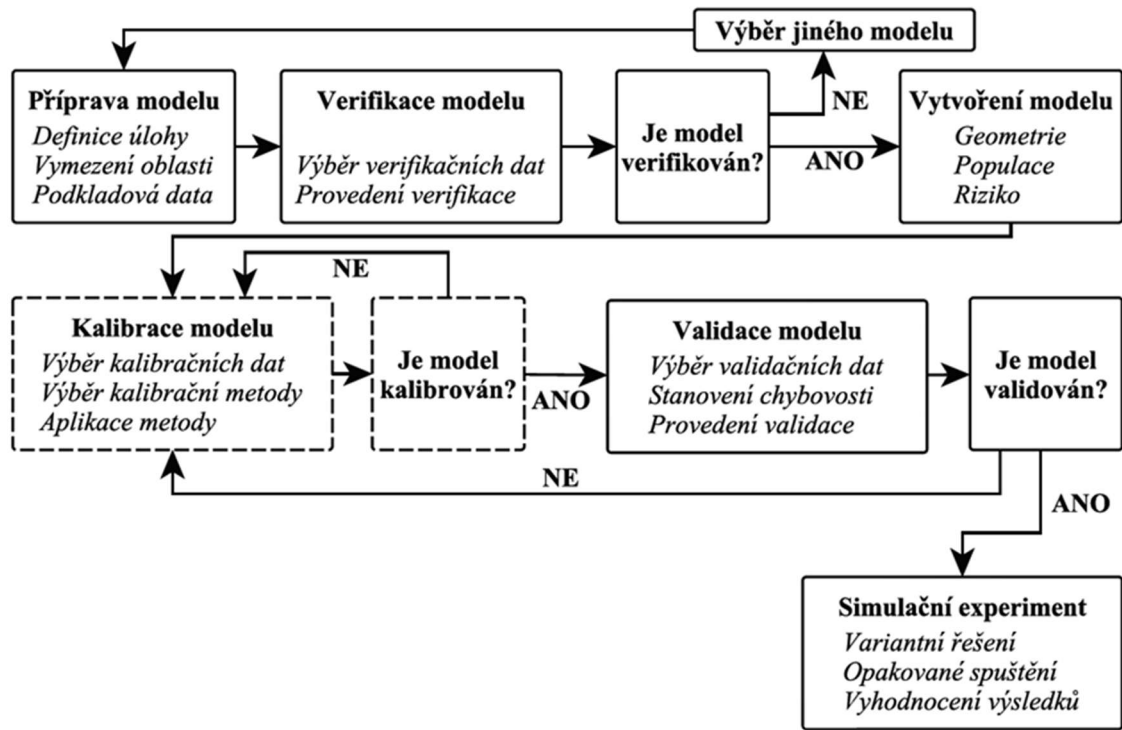 Výběr jiného modelu
Příprava modelu
Definice úlohy
Vymezení oblasti
Podkladová data
Verifikace modelu
Výběr verifikačních dat
Provedení verifikace
Je model
verifikován?
NE
ANO
Vytvoření modelu
Geometrie
Populace
Riziko
Kalibrace modelu
Výběr kalibračních dat
Výběr kalibrační metody
Aplikace metody
NE
Je model
kalibrován?
ANO
Validace modelu
Výběr validačních dat
Stanovení chybovosti
Provedení validace
Je model
validován?
NE
ANO
Simulační experiment
Variantní řešení
Opakované spuštění
Vyhodnocení výsledků